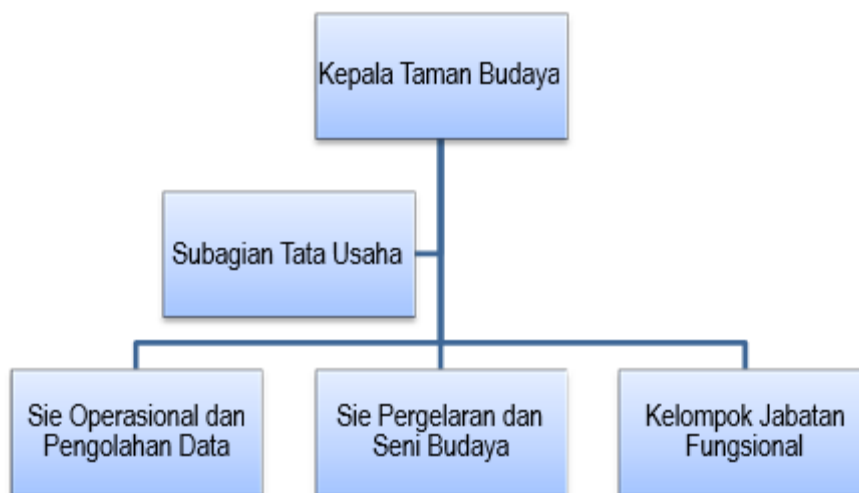 Kepala Taman Budaya
Subagian Tata Usaha
Sie Operasional dan
Pengolahan Data
Sie Pergelaran dan
Seni Budaya
Kelompok Jabatan
Fungsional